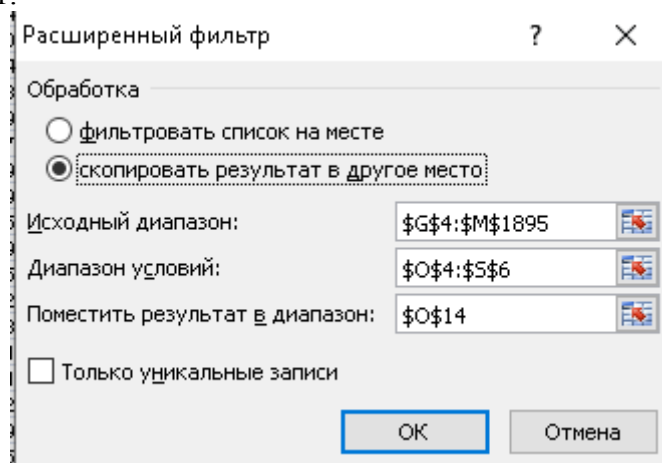 Расширенный фильтр ?
Обработка
фильтровать список на месте
скопировать результат в другое место
Исходный диапазон: $G$4:$M$1895
Диапазон условий: $O$4:$S$6
Поместить результат в диапазон: $O$14
Только уникальные записи
ОК Отмена